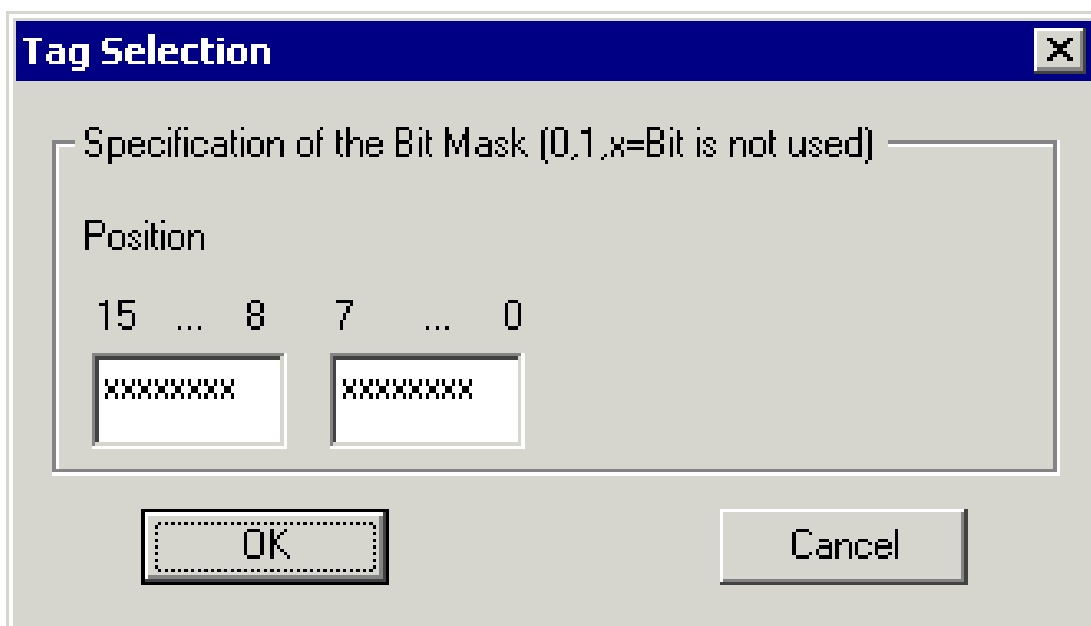 Tag Selection
Specification of the Bit Mask (0,1,x=Bit is not used)
Position
15 ... 8 7 ... 0
xxxxxxxx xxxxxxxx
OK Cancel